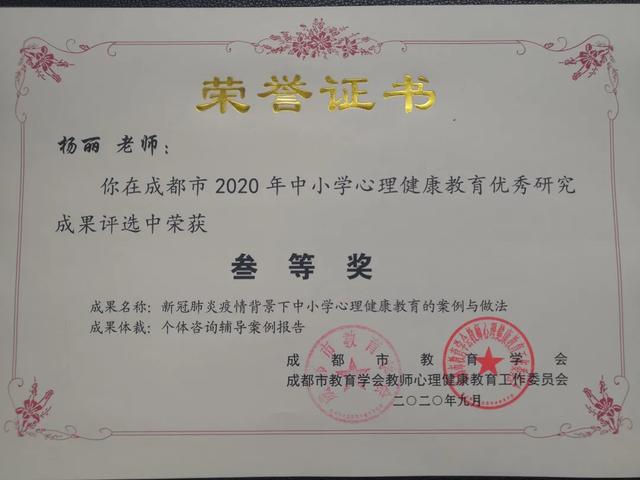 荣誉证书
杨丽 老师：
你在成都市2020年中小学心理健康教育优秀研究
成果评选中荣获
叁等奖
成果名称：新冠肺炎疫情背景下中小学心理健康教育的案例与做法
成果体裁：个体咨询辅导案例报告
成都市教育学会
成都市教育学会教师心理健康教育工作委员会
二〇二〇年九月